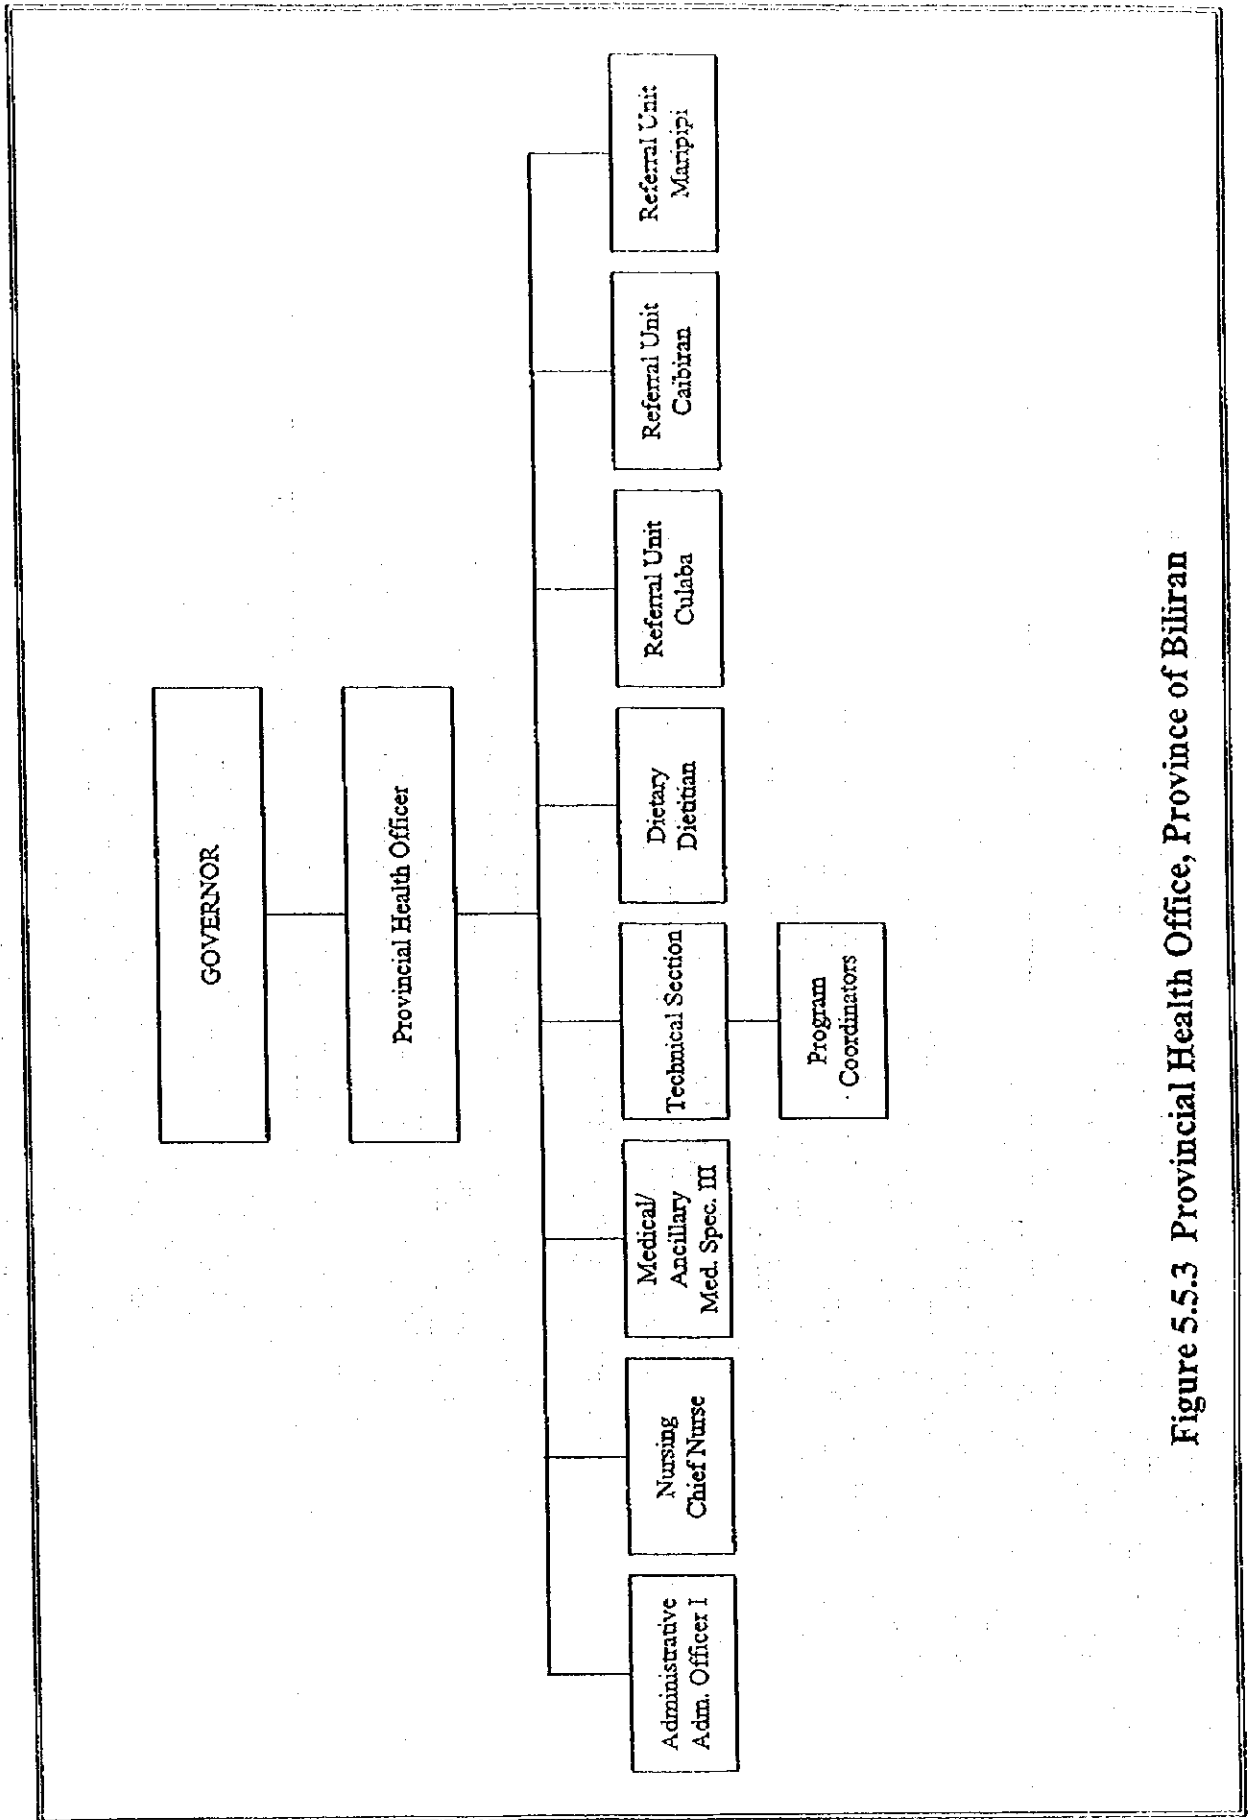 GOVERNOR
Provincial Health Officer
Administrative
Adm. Officer I
Nursing
Chief Nurse
Medical/
Ancillary
Med. Spec. III
Technical Section
Dietary
Dietitian
Referral Unit
Culaba
Referral Unit
Caibiran
Referral Unit
Maripipi
Program
Coordinators
Figure 5.5.3 Provincial Health Office, Province of Biliran